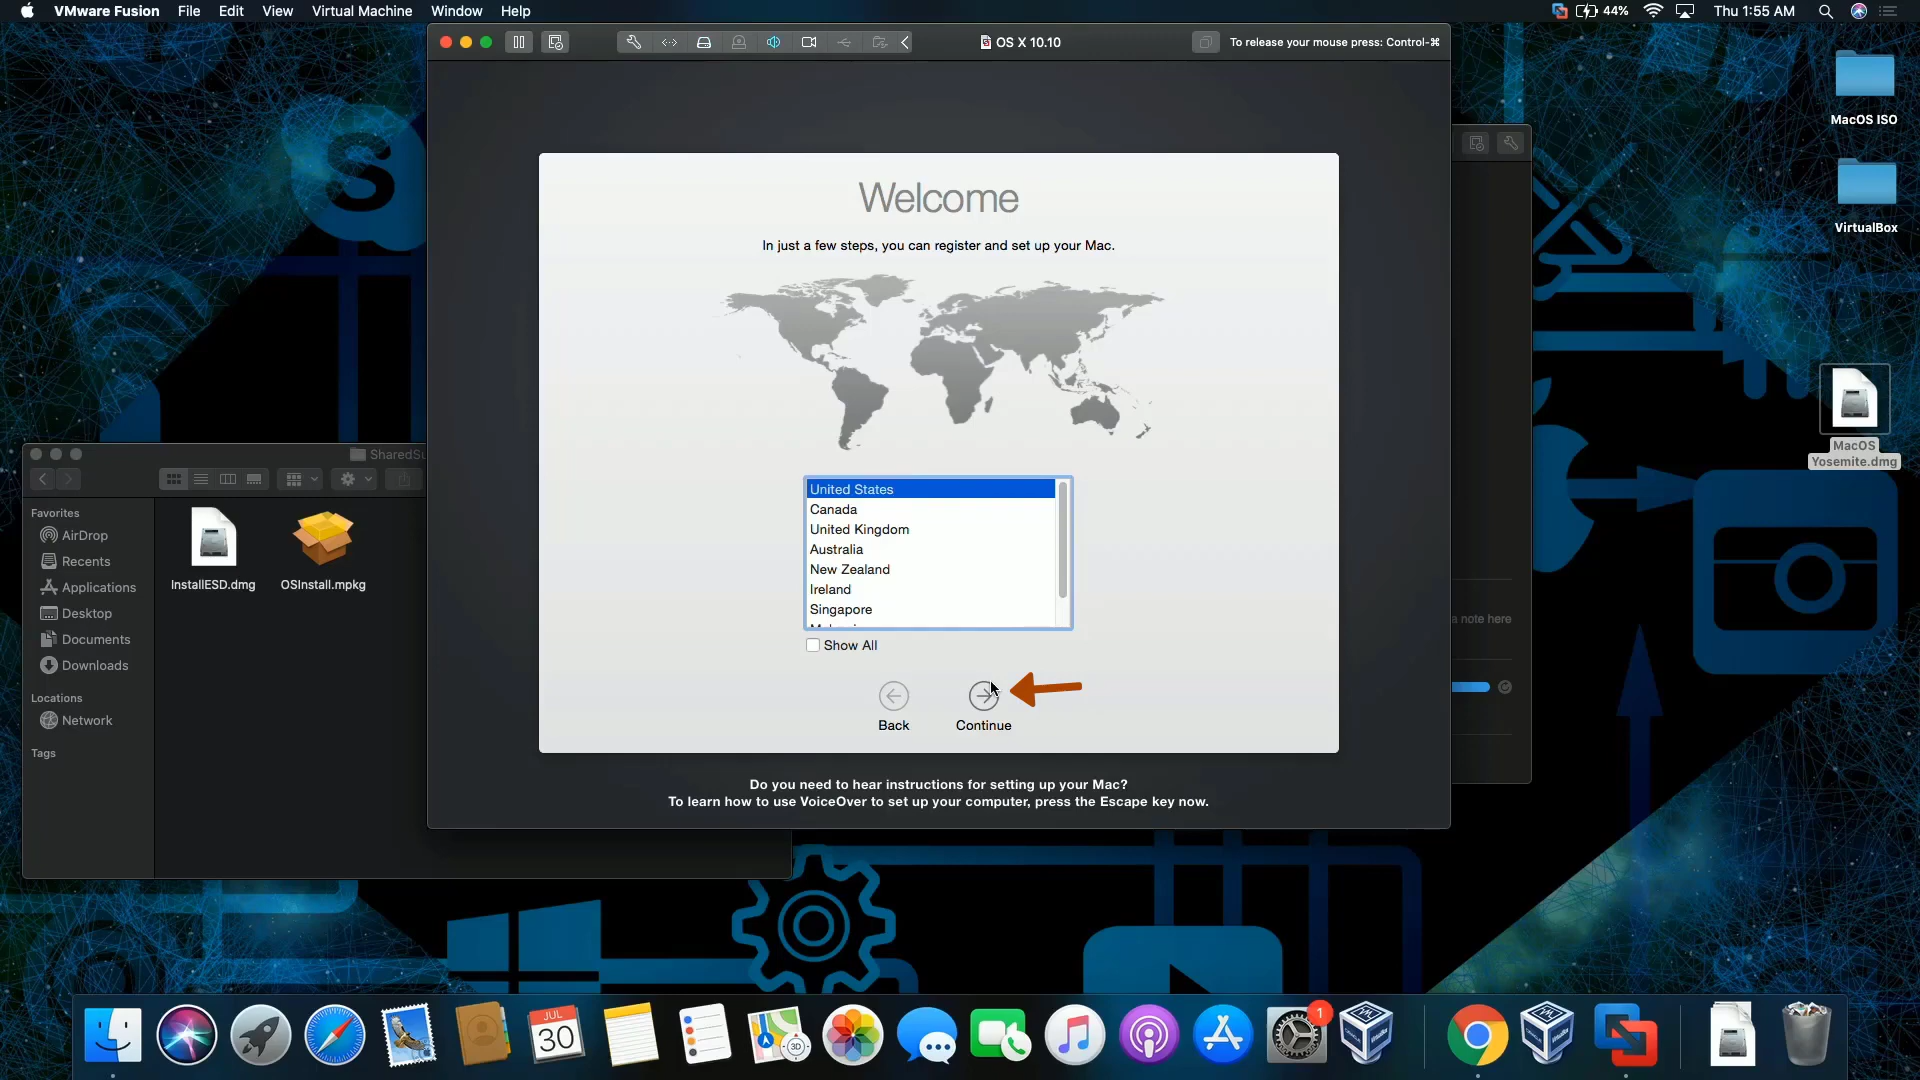 VMware Fusion File Edit View Virtual Machine Window Help
44% Thu 1:55 AM
OS X 10.10
To release your mouse press: Control-⌘
MacOS ISO
VirtualBox
MacOS
Yosemite.dmg
Welcome
In just a few steps, you can register and set up your Mac.
United States
Canada
United Kingdom
Australia
New Zealand
Ireland
Singapore
Show All
Back
Continue
Do you need to hear instructions for setting up your Mac?
To learn how to use VoiceOver to set up your computer, press the Escape key now.
Favorites
AirDrop
Recents
Applications
Desktop
Documents
Downloads
Locations
Network
Tags
InstallESD.dmg
OSInstall.mpkg
a note here
JUL
30
3D
1